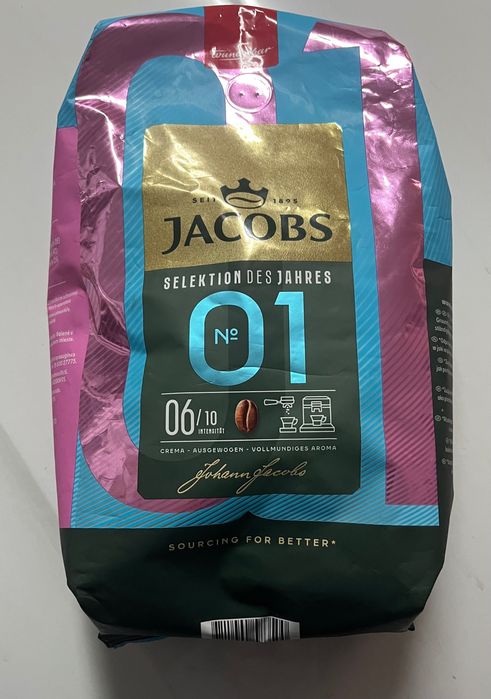 wunderbar
SEIT 1895
JACOBS
SELEKTION DES JAHRES
Nº
01
06/10
INTENSITÄT
CREMA - AUSGEWOGEN - VOLLMUNDIGES AROMA
Johann Jacobs
SOURCING FOR BETTER*